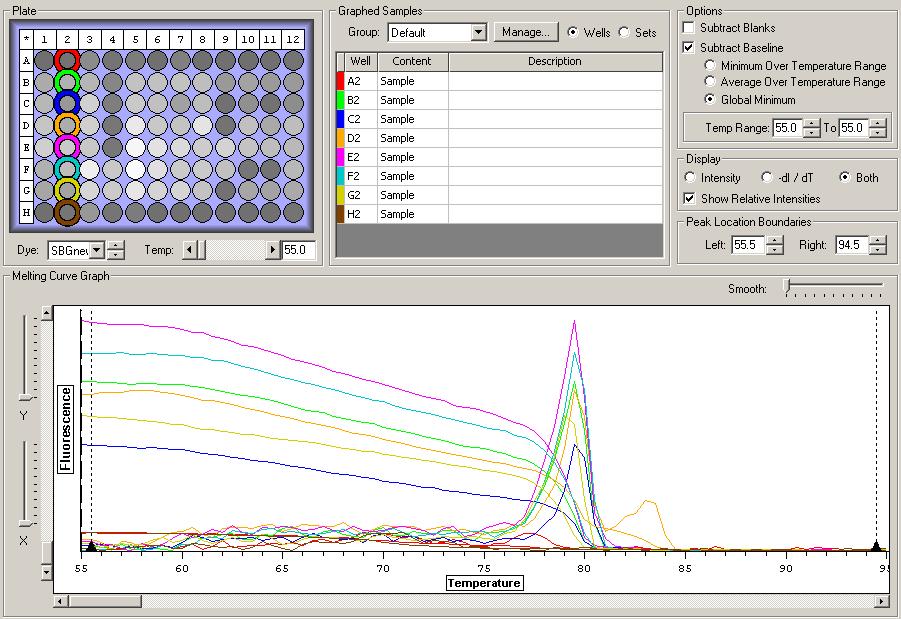 Plate
* 1 2 3 4 5 6 7 8 9 10 11 12
A
B
C
D
E
F
G
H
Dye: SBGne Temp: 55.0
Graphed Samples
Group: Default Manage... Wells Sets
Well Content Description
A2 Sample
B2 Sample
C2 Sample
D2 Sample
E2 Sample
F2 Sample
G2 Sample
H2 Sample
Options
Subtract Blanks
Subtract Baseline
Minimum Over Temperature Range
Average Over Temperature Range
Global Minimum
Temp Range: 55.0 To 55.0
Display
Intensity -dI / dT Both
Show Relative Intensities
Peak Location Boundaries
Left: 55.5 Right: 94.5
Melting Curve Graph
Smooth:
Y
X
Fluorescence
55 60 65 70 75 80 85 90 95
Temperature